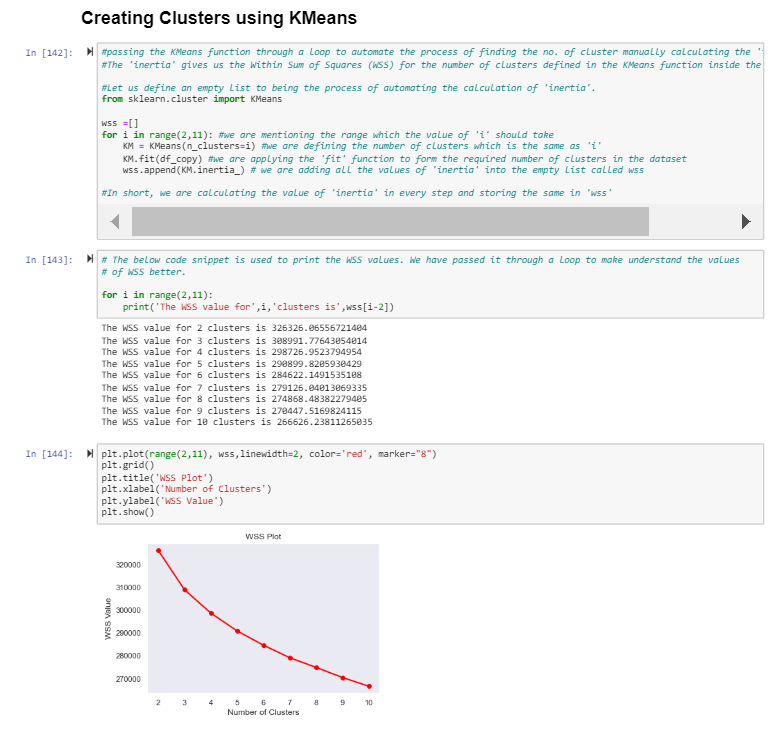 Creating Clusters using KMeans
In [142]:
#passing the KMeans function through a loop to automate the process of finding the no. of cluster manually calculating the '
#The 'inertia' gives us the Within Sum of Squares (WSS) for the number of clusters defined in the KMeans function inside the
#Let us define an empty List to being the process of automating the calculation of 'inertia'.
from sklearn.cluster import KMeans
wss =[]
for i in range(2,11): #we are mentioning the range which the value of 'i' should take
KM = KMeans(n_clusters=i) #we are defining the number of clusters which is the same as 'i'
KM.fit(df_copy) #we are applying the 'fit' function to form the required number of clusters in the dataset
wss.append(KM.inertia_) # we are adding all the values of 'inertia' into the empty list called wss
#In short, we are calculating the value of 'inertia' in every step and storing the same in 'wss'
In [143]:
# The below code snippet is used to print the WSS values. We have passed it through a loop to make understand the values
# of WSS better.
for i in range(2,11):
print('The WSS value for',i,'clusters is',wss[i-2])
The WSS value for 2 clusters is 326326.06556721404
The WSS value for 3 clusters is 308991.77643054014
The WSS value for 4 clusters is 298726.9523794954
The WSS value for 5 clusters is 290899.8205930429
The WSS value for 6 clusters is 284622.1491535108
The WSS value for 7 clusters is 279126.04013069335
The WSS value for 8 clusters is 274868.48382279405
The WSS value for 9 clusters is 270447.5169824115
The WSS value for 10 clusters is 266626.23811265035
In [144]:
plt.plot(range(2,11), wss,linewidth=2, color='red', marker="8")
plt.grid()
plt.title('WSS Plot')
plt.xlabel('Number of Clusters')
plt.ylabel('WSS Value')
plt.show()
WSS Plot
320000
310000
300000
290000
280000
270000
WSS Value
2 3 4 5 6 7 8 9 10
Number of Clusters